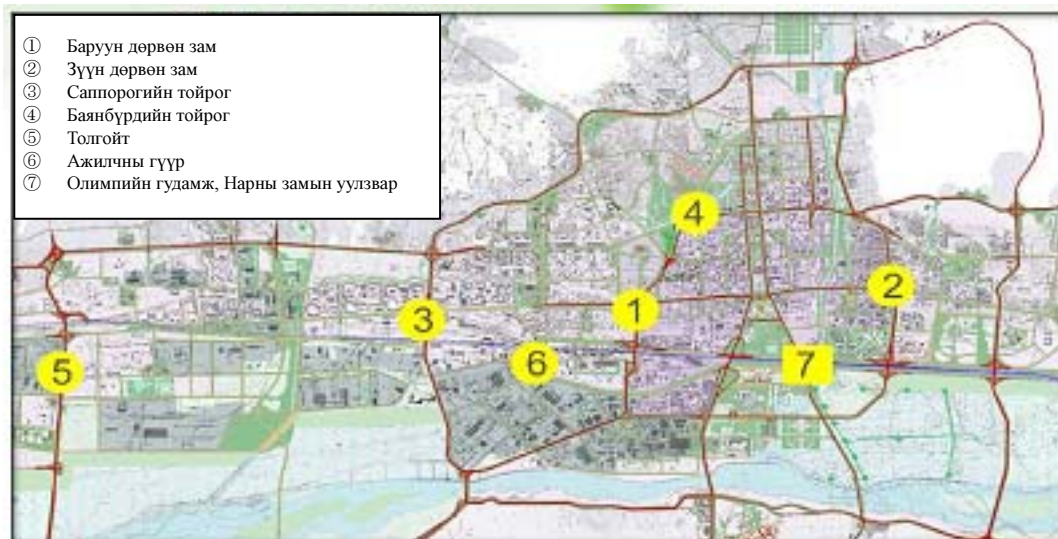 ① Баруун дөрвөн зам
② Зүүн дөрвөн зам
③ Саппорогийн тойрог
④ Баянбүрдийн тойрог
⑤ Толгойт
⑥ Ажилчны гүүр
⑦ Олимпийн гудамж, Нарны замын уулзвар
4
2
1
3
6
7
5